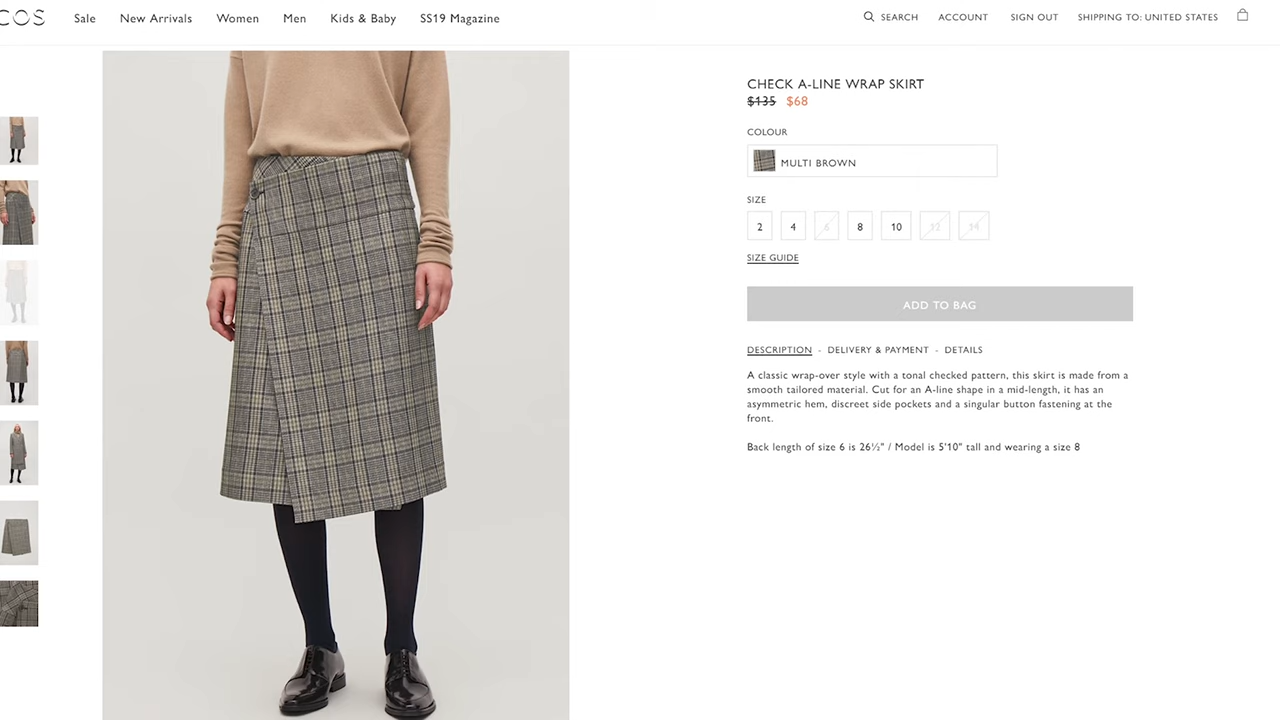 COS
Sale New Arrivals Women Men Kids & Baby SS19 Magazine
SEARCH ACCOUNT SIGN OUT SHIPPING TO: UNITED STATES
CHECK A-LINE WRAP SKIRT
$135 $68
COLOUR
MULTI BROWN
SIZE
2 4 6 8 10 12 14
SIZE GUIDE
ADD TO BAG
DESCRIPTION - DELIVERY & PAYMENT - DETAILS
A classic wrap-over style with a tonal checked pattern, this skirt is made from a
smooth tailored material. Cut for an A-line shape in a mid-length, it has an
asymmetric hem, discreet side pockets and a singular button fastening at the
front.
Back length of size 6 is 26½" / Model is 5'10" tall and wearing a size 8